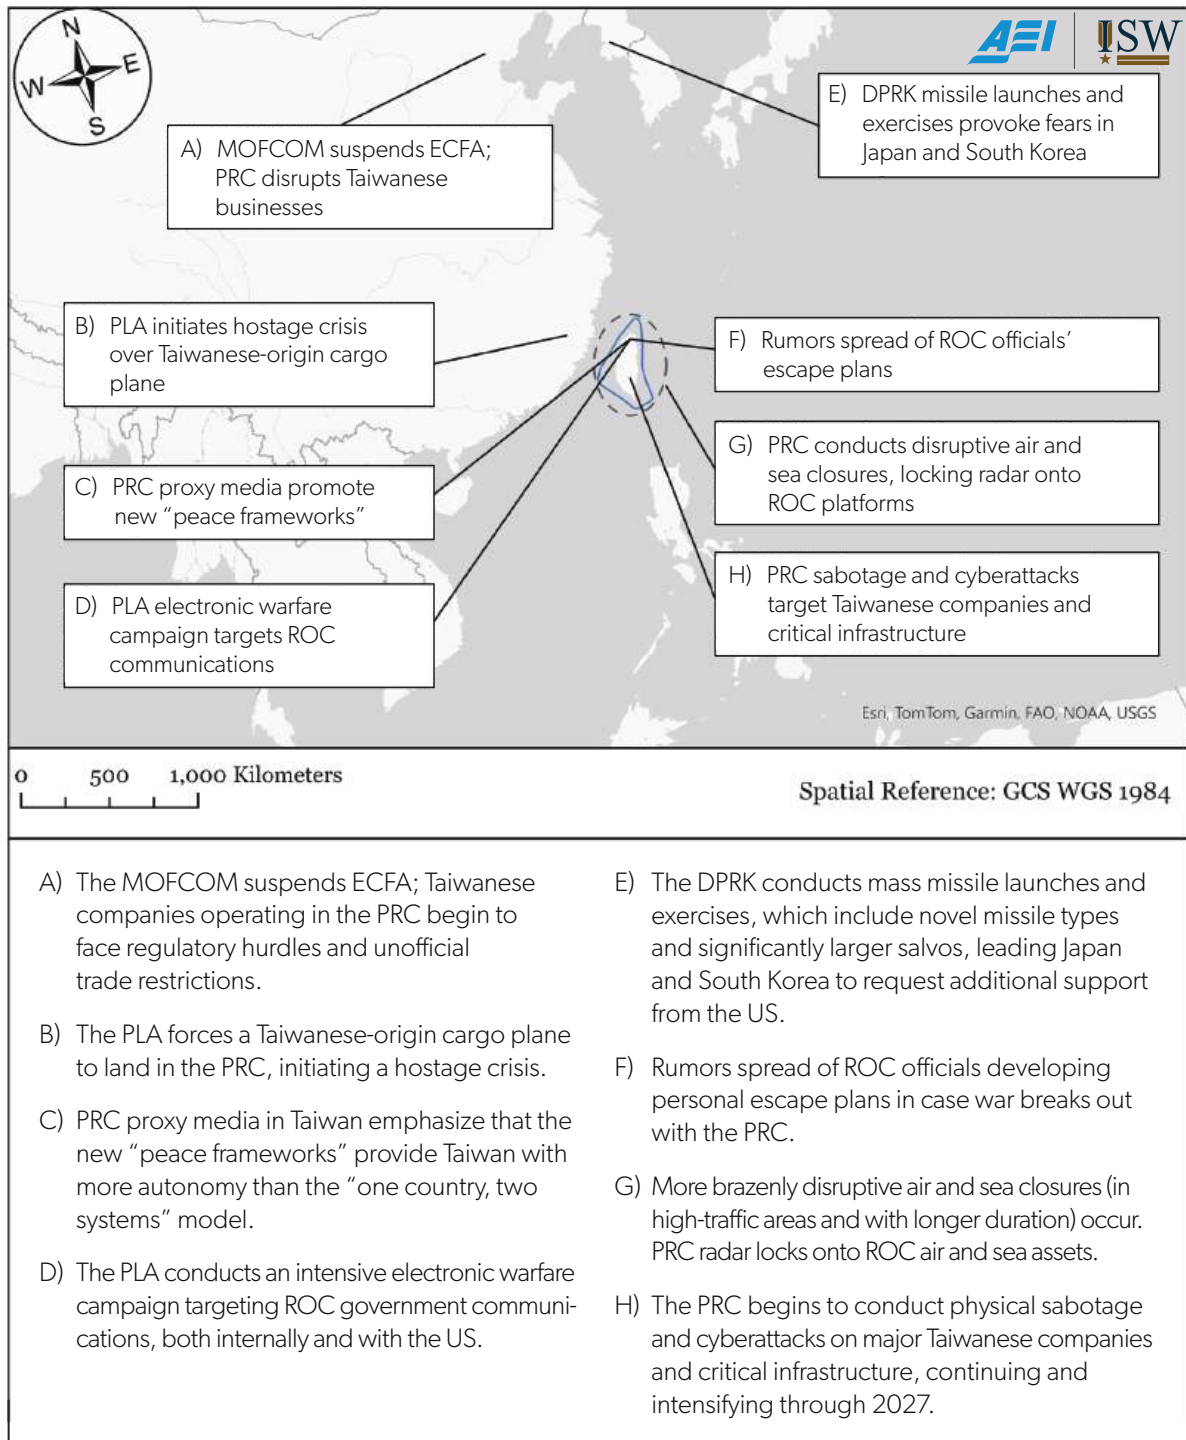 N
W
E
S
AEI
ISW
A) MOFCOM suspends ECFA;
PRC disrupts Taiwanese
businesses
E) DPRK missile launches and
exercises provoke fears in
Japan and South Korea
B) PLA initiates hostage crisis
over Taiwanese-origin cargo
plane
F) Rumors spread of ROC officials’
escape plans
C) PRC proxy media promote
new “peace frameworks”
G) PRC conducts disruptive air and
sea closures, locking radar onto
ROC platforms
D) PLA electronic warfare
campaign targets ROC
communications
H) PRC sabotage and cyberattacks
target Taiwanese companies and
critical infrastructure
Esri, TomTom, Garmin, FAO, NOAA, USGS
0 500 1,000 Kilometers
Spatial Reference: GCS WGS 1984
A) The MOFCOM suspends ECFA; Taiwanese
companies operating in the PRC begin to
face regulatory hurdles and unofficial
trade restrictions.
B) The PLA forces a Taiwanese-origin cargo plane
to land in the PRC, initiating a hostage crisis.
C) PRC proxy media in Taiwan emphasize that the
new “peace frameworks” provide Taiwan with
more autonomy than the “one country, two
systems” model.
D) The PLA conducts an intensive electronic warfare
campaign targeting ROC government communi-
cations, both internally and with the US.
E) The DPRK conducts mass missile launches and
exercises, which include novel missile types
and significantly larger salvos, leading Japan
and South Korea to request additional support
from the US.
F) Rumors spread of ROC officials developing
personal escape plans in case war breaks out
with the PRC.
G) More brazenly disruptive air and sea closures (in
high-traffic areas and with longer duration) occur.
PRC radar locks onto ROC air and sea assets.
H) The PRC begins to conduct physical sabotage
and cyberattacks on major Taiwanese companies
and critical infrastructure, continuing and
intensifying through 2027.